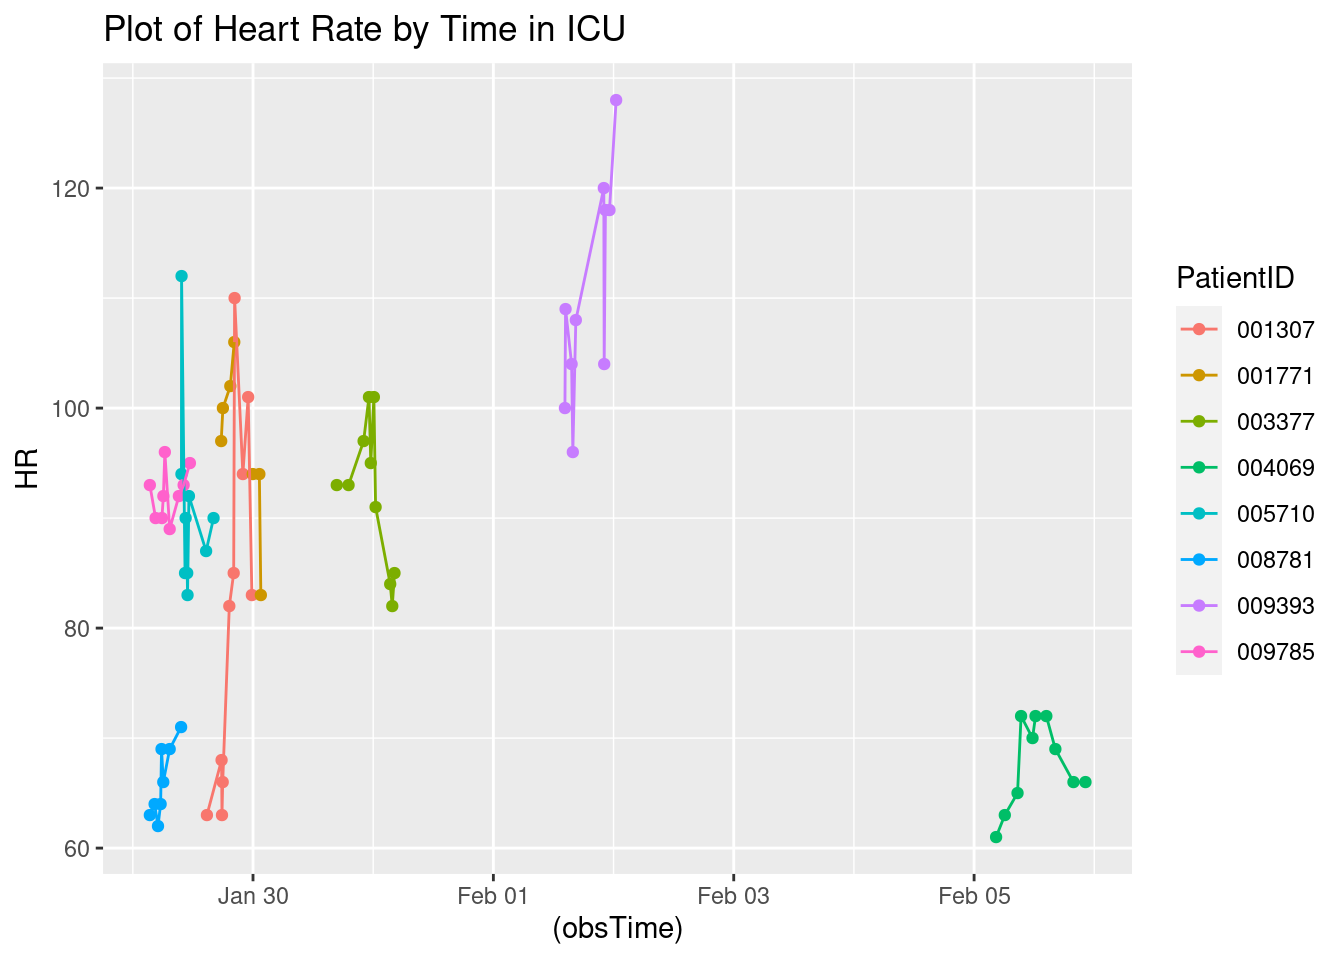 Plot of Heart Rate by Time in ICU
120
100
80
60
HR
Jan 30
Feb 01
Feb 03
Feb 05
(obsTime)
PatientID
001307
001771
003377
004069
005710
008781
009393
009785